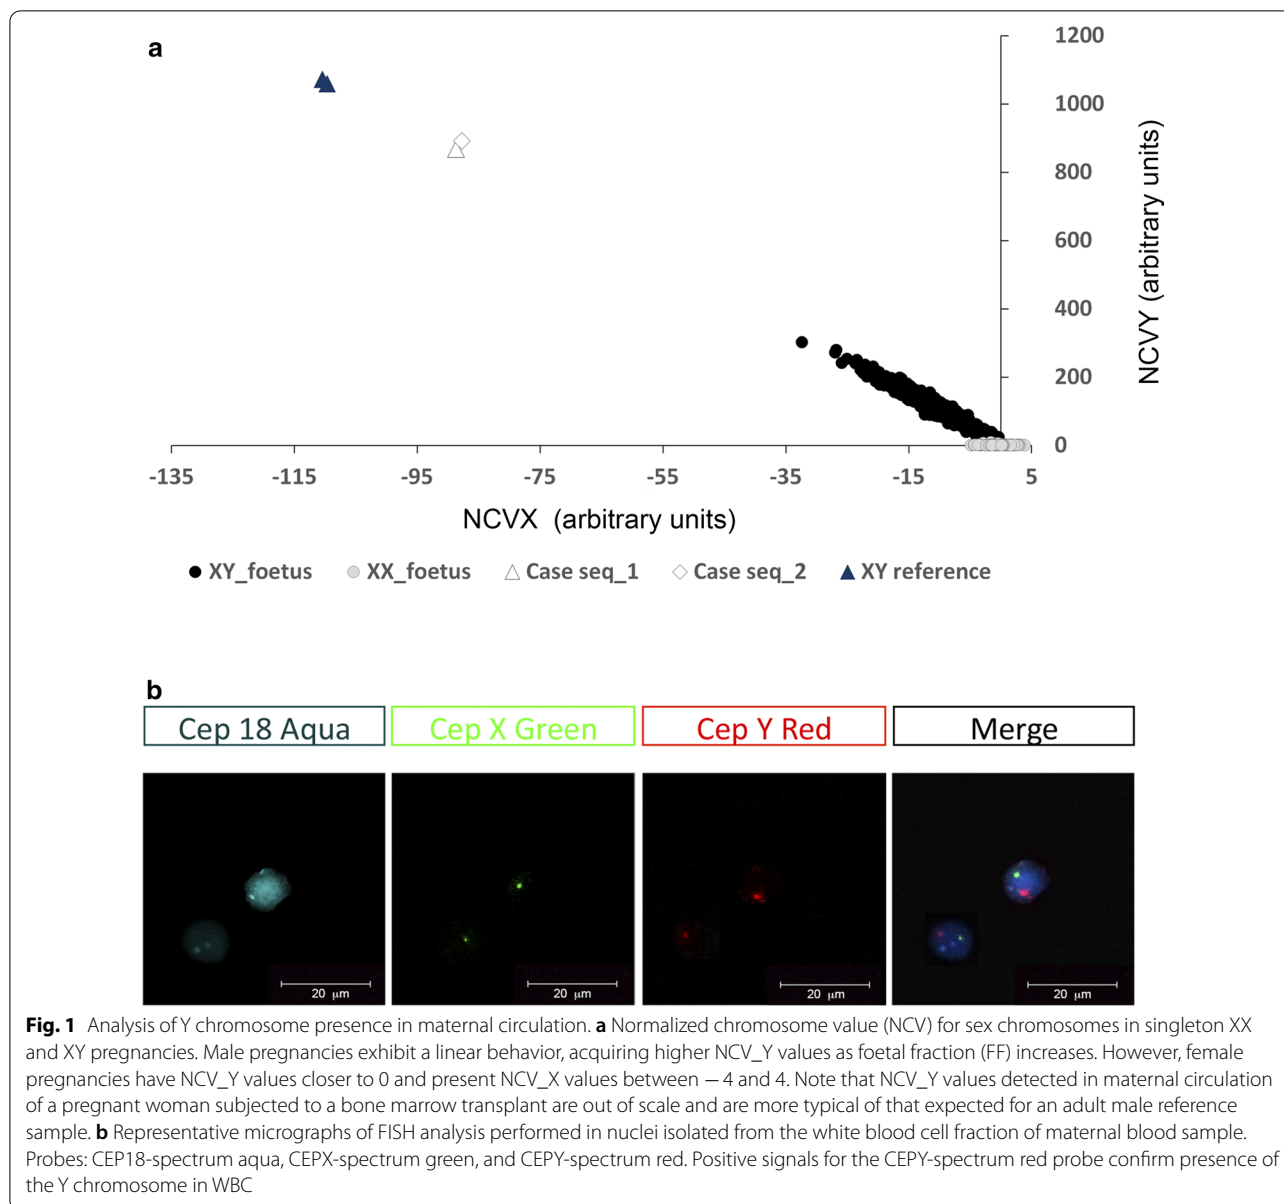 a
1200
1000
800
600
400
200
0
NCVY (arbitrary units)
-135 -115 -95 -75 -55 -35 -15 5
NCVX (arbitrary units)
XY_foetus XX_foetus Case seq_1 Case seq_2 XY reference
b
Cep 18 Aqua Cep X Green Cep Y Red Merge
20 µm 20 µm 20 µm 20 µm
Fig. 1 Analysis of Y chromosome presence in maternal circulation. a Normalized chromosome value (NCV) for sex chromosomes in singleton XX
and XY pregnancies. Male pregnancies exhibit a linear behavior, acquiring higher NCV_Y values as foetal fraction (FF) increases. However, female
pregnancies have NCV_Y values closer to 0 and present NCV_X values between − 4 and 4. Note that NCV_Y values detected in maternal circulation
of a pregnant woman subjected to a bone marrow transplant are out of scale and are more typical of that expected for an adult male reference
sample. b Representative micrographs of FISH analysis performed in nuclei isolated from the white blood cell fraction of maternal blood sample.
Probes: CEP18-spectrum aqua, CEPX-spectrum green, and CEPY-spectrum red. Positive signals for the CEPY-spectrum red probe confirm presence of
the Y chromosome in WBC